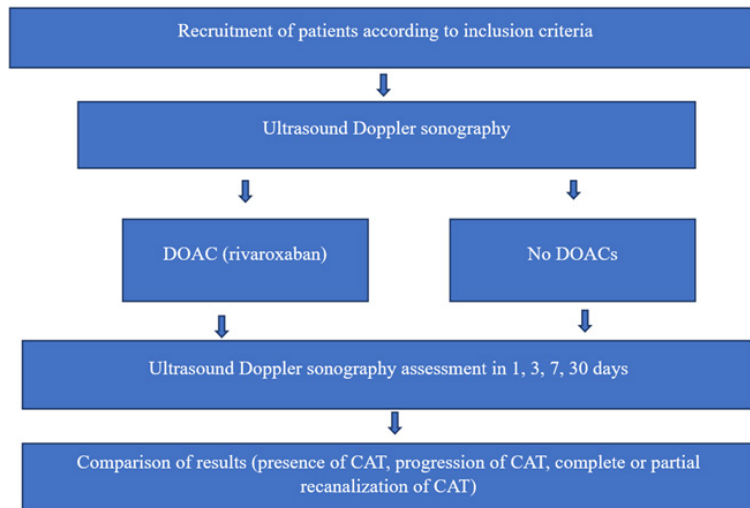 Recruitment of patients according to inclusion criteria
Ultrasound Doppler sonography
DOAC (rivaroxaban)
No DOACs
Ultrasound Doppler sonography assessment in 1, 3, 7, 30 days
Comparison of results (presence of CAT, progression of CAT, complete or partial
recanalization of CAT)